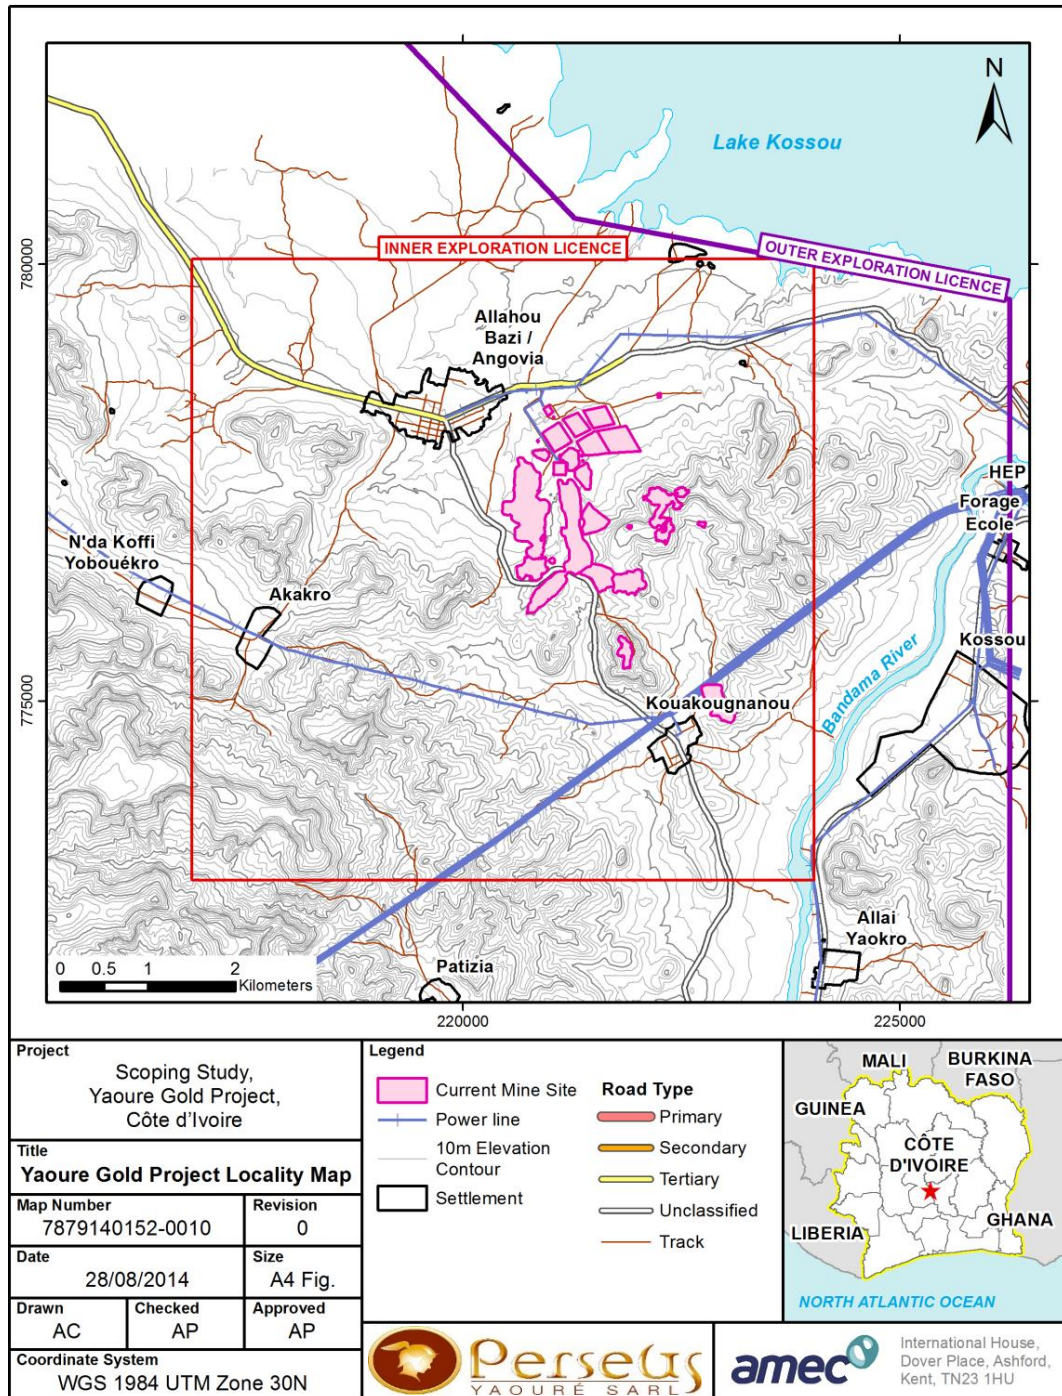 N
Lake Kossou
780000
INNER EXPLORATION LICENCE
OUTER EXPLORATION LICENCE
Allahou
Bazi /
Angovia
HEP
Forage
Ecole
N'da Koffi
Yobouékro
Akakro
Kossou
Bandama River
775000
Kouakougnanou
Allai
Yaokro
Patizia
0 0.5 1 2
Kilometers
220000
225000
Project
Scoping Study,
Yaoure Gold Project,
Côte d'Ivoire
Title
Yaoure Gold Project Locality Map
Map Number
7879140152-0010
Revision
0
Date
28/08/2014
Size
A4 Fig.
Drawn
AC
Checked
AP
Approved
AP
Coordinate System
WGS 1984 UTM Zone 30N
Legend
Current Mine Site
Power line
10m Elevation
Contour
Settlement
Road Type
Primary
Secondary
Tertiary
Unclassified
Track
MALI
BURKINA
FASO
GUINEA
CÔTE
D'IVOIRE
LIBERIA
GHANA
NORTH ATLANTIC OCEAN
Perseus
YAOURÉ SARL
amec
International House,
Dover Place, Ashford,
Kent, TN23 1HU